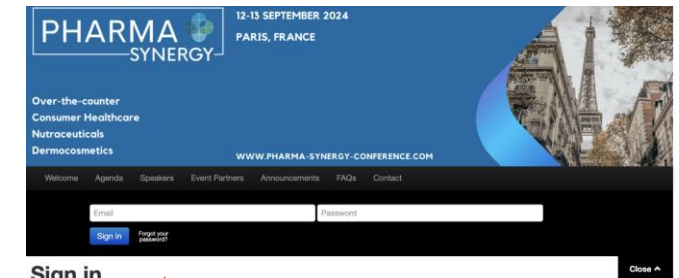 PHARMA
SYNERGY
12-13 SEPTEMBER 2024
PARIS, FRANCE
Over-the-counter
Consumer Healthcare
Nutraceuticals
Dermocosmetics
WWW.PHARMA-SYNERGY-CONFERENCE.COM
Welcome Agenda Speakers Event Partners Announcements FAQs Contact
Email Password
Sign in Forgot your
password?
Sign in
Close